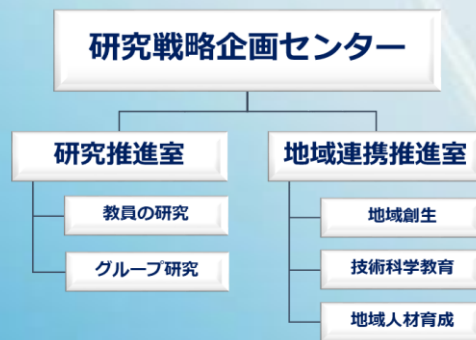 研究戦略企画センター
研究推進室
教員の研究
グループ研究
地域連携推進室
地域創生
技術科学教育
地域人材育成